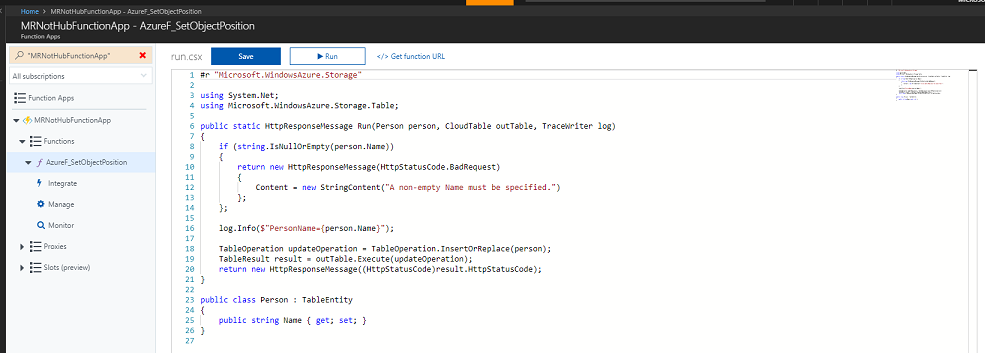 Home > MRNotHubFunctionApp - AzureF_SetObjectPosition
MRNotHubFunctionApp - AzureF_SetObjectPosition
Function Apps
"MRNotHubFunctionApp"
All subscriptions
Function Apps
MRNotHubFunctionApp
Functions
f AzureF_SetObjectPosition
Integrate
Manage
Monitor
Proxies
Slots (preview)
run.csx Save Run </> Get function URL
1 #r "Microsoft.WindowsAzure.Storage"
2
3 using System.Net;
4 using Microsoft.WindowsAzure.Storage.Table;
5
6 public static HttpResponseMessage Run(Person person, CloudTable outTable, TraceWriter log)
7 {
8 if (string.IsNullOrEmpty(person.Name))
9 {
10 return new HttpResponseMessage(HttpStatusCode.BadRequest)
11 {
12 Content = new StringContent("A non-empty Name must be specified.")
13 };
14 };
15
16 log.Info($"PersonName={person.Name}");
17
18 TableOperation updateOperation = TableOperation.InsertOrReplace(person);
19 TableResult result = outTable.Execute(updateOperation);
20 return new HttpResponseMessage((HttpStatusCode)result.HttpStatusCode);
21 }
22
23 public class Person : TableEntity
24 {
25 public string Name { get; set; }
26 }
27